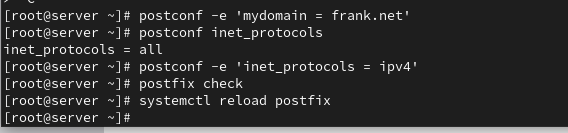 [root@server ~]# postconf -e 'mydomain = frank.net'
[root@server ~]# postconf inet_protocols
inet_protocols = all
[root@server ~]# postconf -e 'inet_protocols = ipv4'
[root@server ~]# postfix check
[root@server ~]# systemctl reload postfix
[root@server ~]#